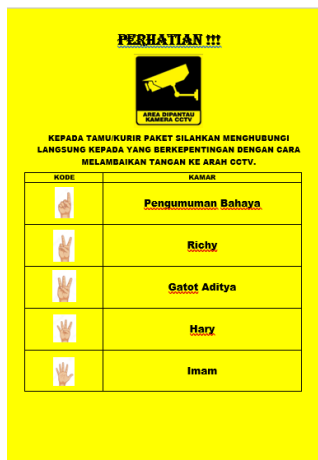 PERHATIAN !!!
AREA DIPANTAU
KAMERA CCTV
KEPADA TAMU/KURIR PAKET SILAHKAN MENGHUBUNGI
LANGSUNG KEPADA YANG BERKEPENTINGAN DENGAN CARA
MELAMBAIKAN TANGAN KE ARAH CCTV.
KODE KAMAR
Pengumuman Bahaya
Richy
Gatot Aditya
Hary
Imam